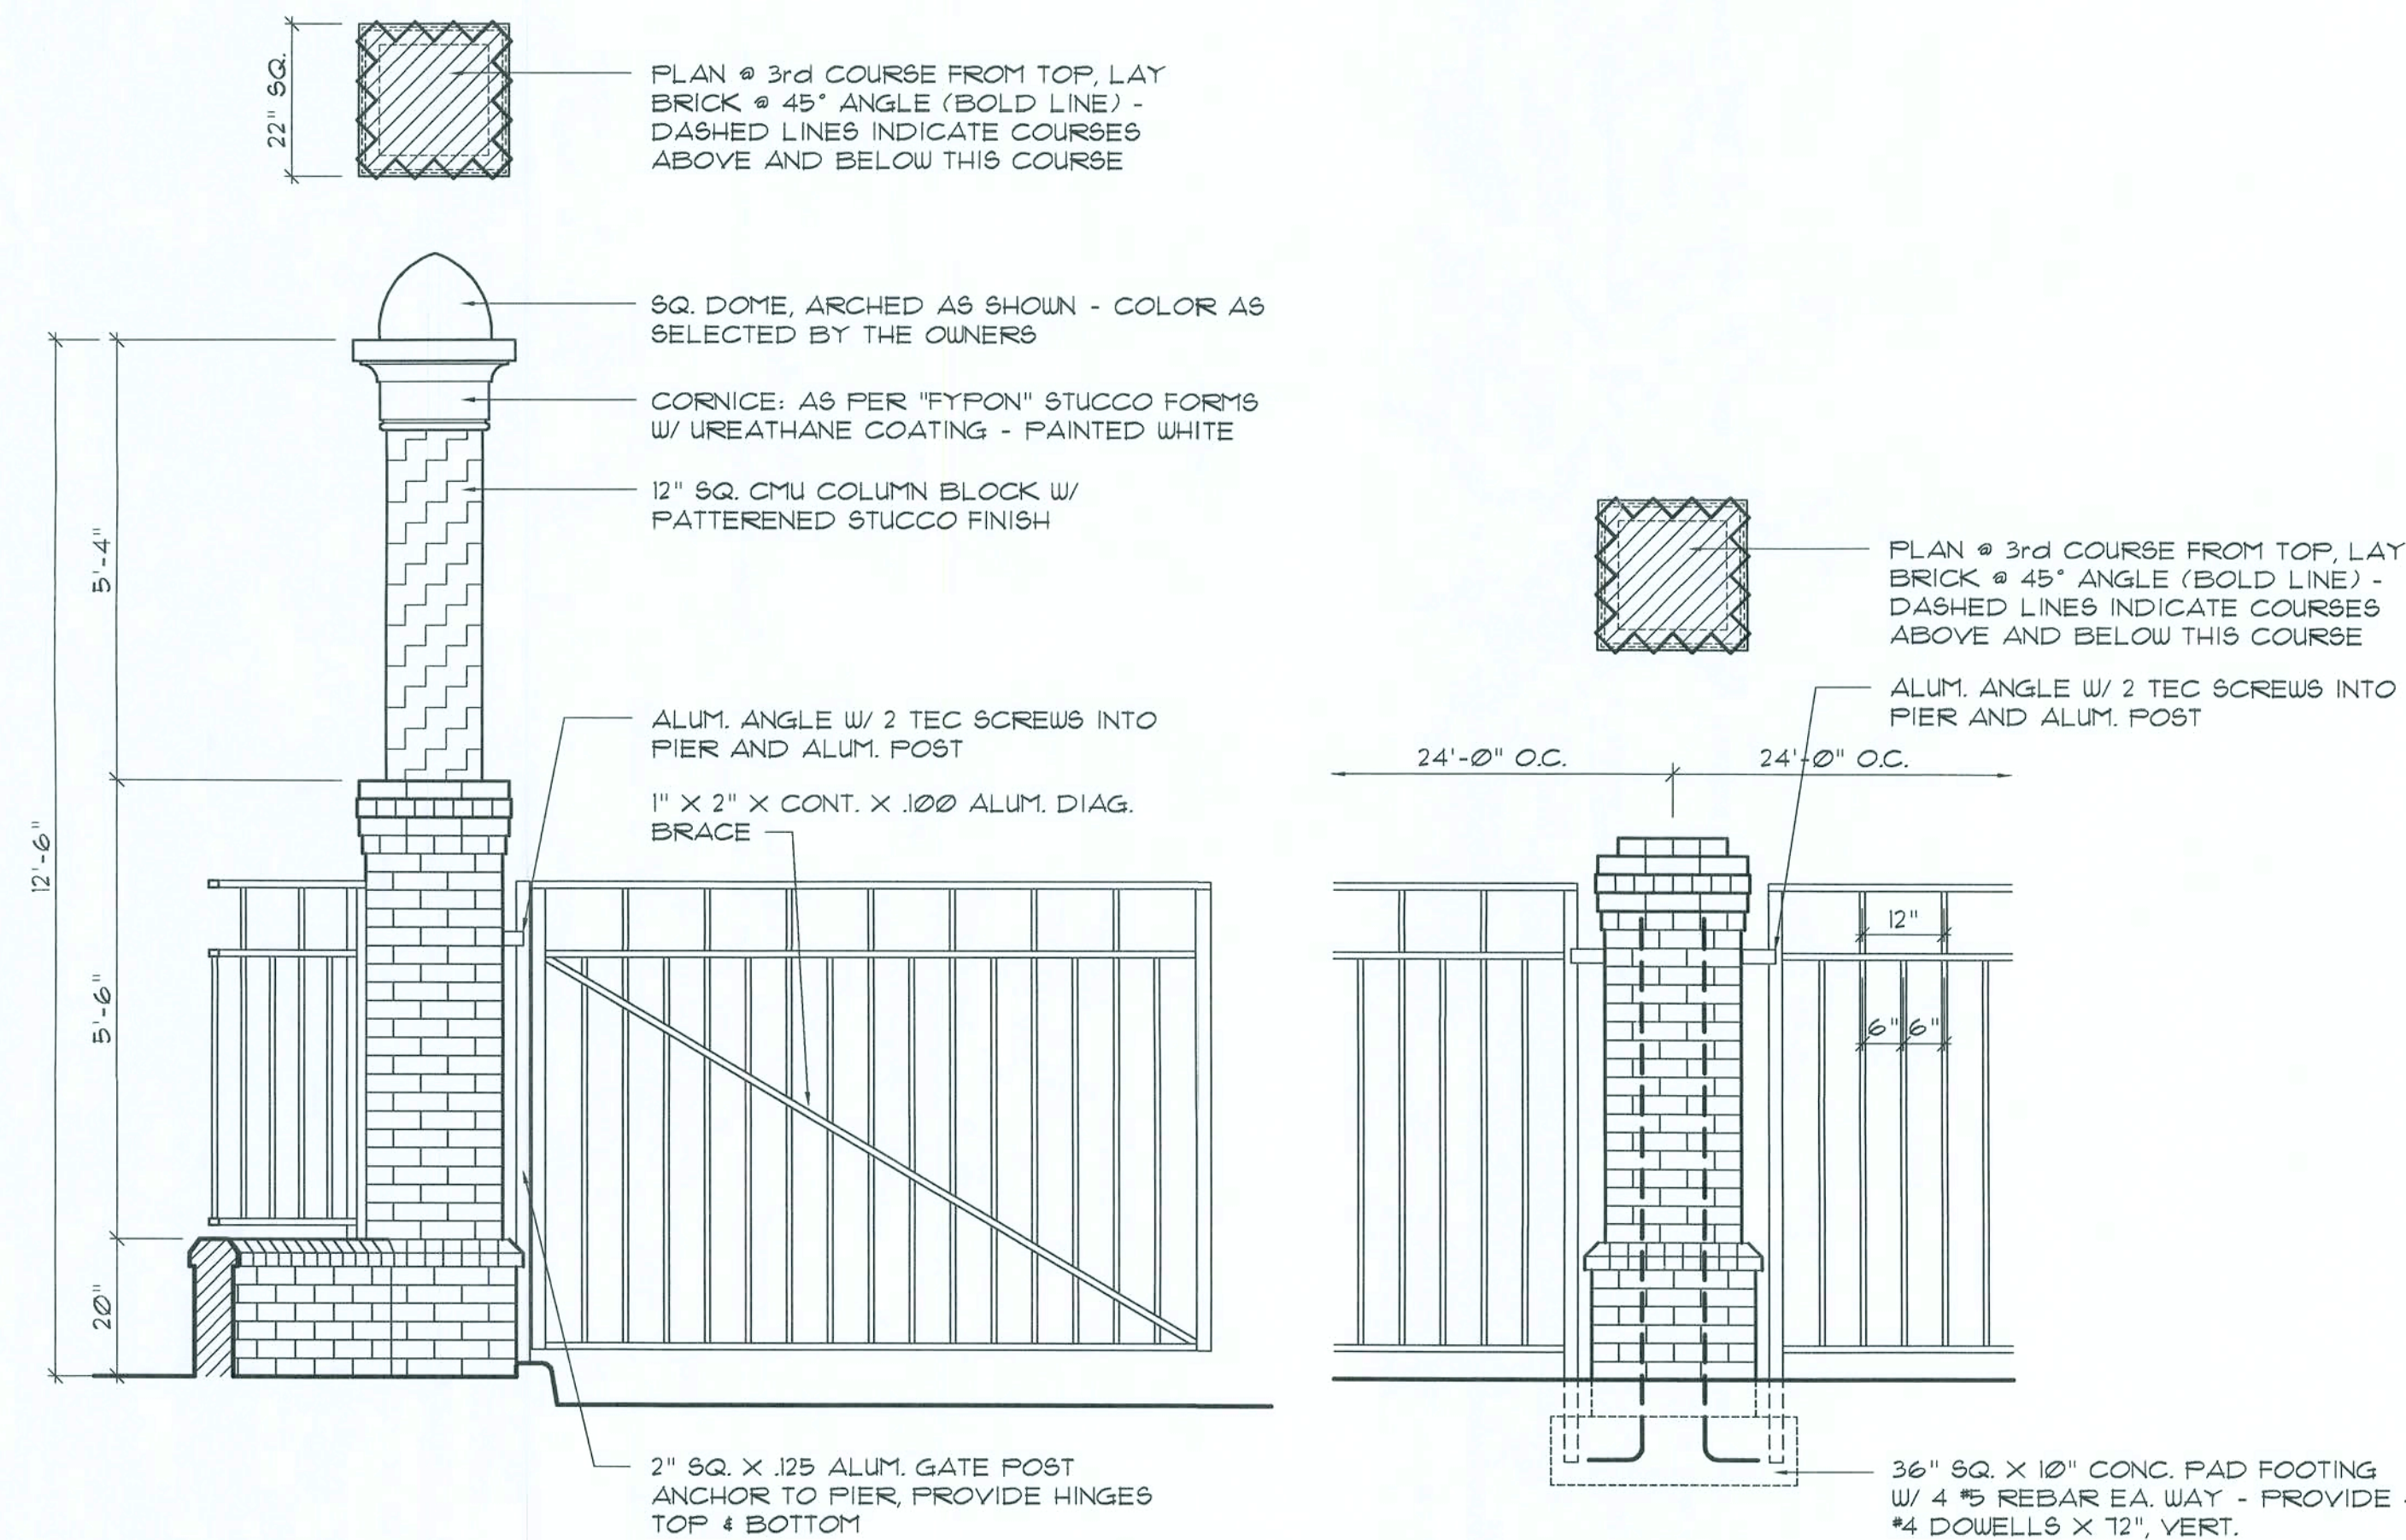 22" SQ.
PLAN @ 3rd COURSE FROM TOP, LAY
BRICK @ 45° ANGLE (BOLD LINE) -
DASHED LINES INDICATE COURSES
ABOVE AND BELOW THIS COURSE
SQ. DOME, ARCHED AS SHOWN - COLOR AS
SELECTED BY THE OWNERS
CORNICE: AS PER "FYPON" STUCCO FORMS
W/ UREATHANE COATING - PAINTED WHITE
12" SQ. CMU COLUMN BLOCK W/
PATTERENED STUCCO FINISH
12'-6"
5'-4"
5'-6"
20"
ALUM. ANGLE W/ 2 TEC SCREWS INTO
PIER AND ALUM. POST
1" X 2" X CONT. X .100 ALUM. DIAG.
BRACE
2" SQ. X .125 ALUM. GATE POST
ANCHOR TO PIER, PROVIDE HINGES
TOP & BOTTOM
PLAN @ 3rd COURSE FROM TOP, LAY
BRICK @ 45° ANGLE (BOLD LINE) -
DASHED LINES INDICATE COURSES
ABOVE AND BELOW THIS COURSE
ALUM. ANGLE W/ 2 TEC SCREWS INTO
PIER AND ALUM. POST
24'-0" O.C.
24'-0" O.C.
12"
6"
6"
36" SQ. X 10" CONC. PAD FOOTING
W/ 4 #5 REBAR EA. WAY - PROVIDE
#4 DOWELLS X 72", VERT.